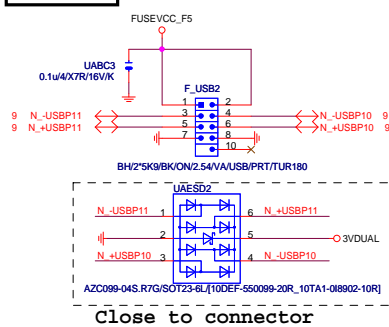 FUSEVCC_F5
UABC3
0.1u/4/X7R/16V/K
F_USB2
1 2
9 N_-USBP11 3 4 N_-USBP10 9
9 N_+USBP11 5 6 N_+USBP10 9
7 8
10
BH/2*5K9/BK/ON/2.54/VA/USB/PRT/TUR180
UAESD2
N_-USBP11 1 6 N_+USBP11
2 5 3VDUAL
N_+USBP10 3 4 N_-USBP10
AZC099-04S.R7G/SOT23-6L/[10DEF-550099-20R_10TA1-0I8902-10R]
Close to connector